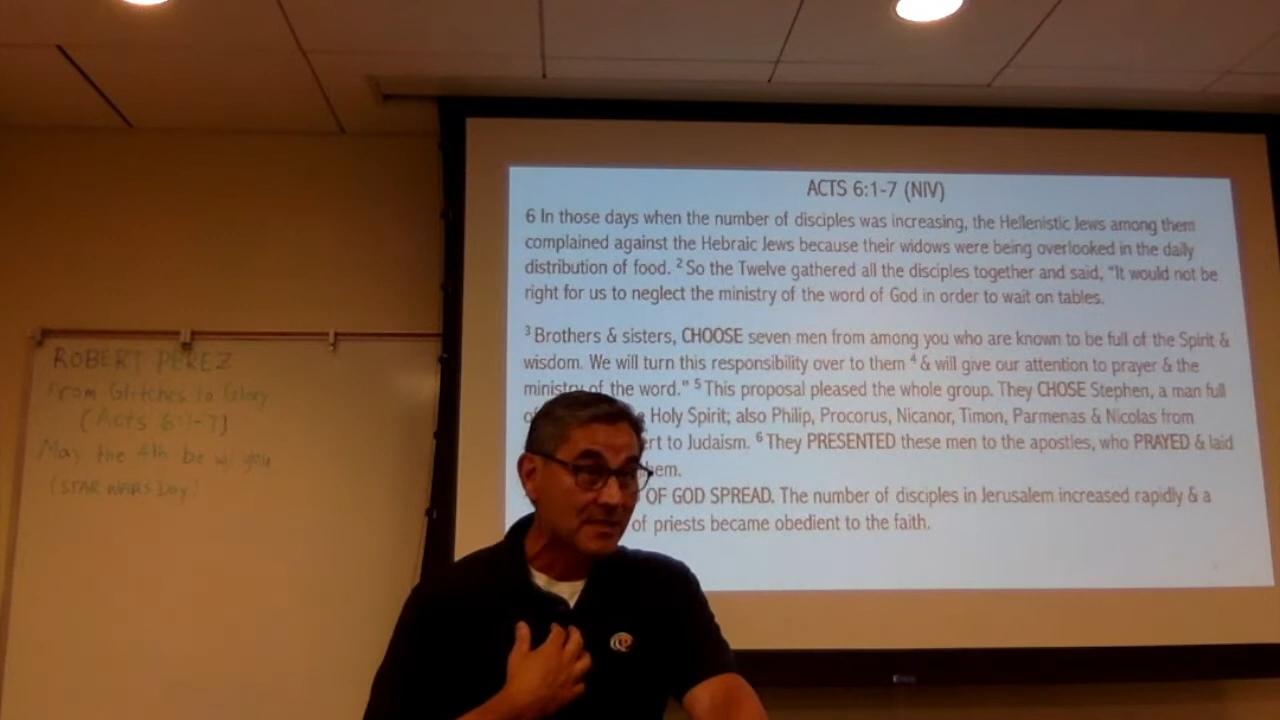 ROBERT PEREZ
From Glitches to Glory
(Acts 6:1-7)
May the 4th be w/ you
(STAR WARS Day)
ACTS 6:1-7 (NIV)
6 In those days when the number of disciples was increasing, the Hellenistic Jews among them
complained against the Hebraic Jews because their widows were being overlooked in the daily
distribution of food. 2 So the Twelve gathered all the disciples together and said, "It would not be
right for us to neglect the ministry of the word of God in order to wait on tables.
3 Brothers & sisters, CHOOSE seven men from among you who are known to be full of the Spirit &
wisdom. We will turn this responsibility over to them 4 & will give our attention to prayer & the
ministry of the word." 5 This proposal pleased the whole group. They CHOSE Stephen, a man full
Holy Spirit; also Philip, Procorus, Nicanor, Timon, Parmenas & Nicolas from
to Judaism. 6 They PRESENTED these men to the apostles, who PRAYED & laid
OF GOD SPREAD. The number of disciples in Jerusalem increased rapidly & a
of priests became obedient to the faith.